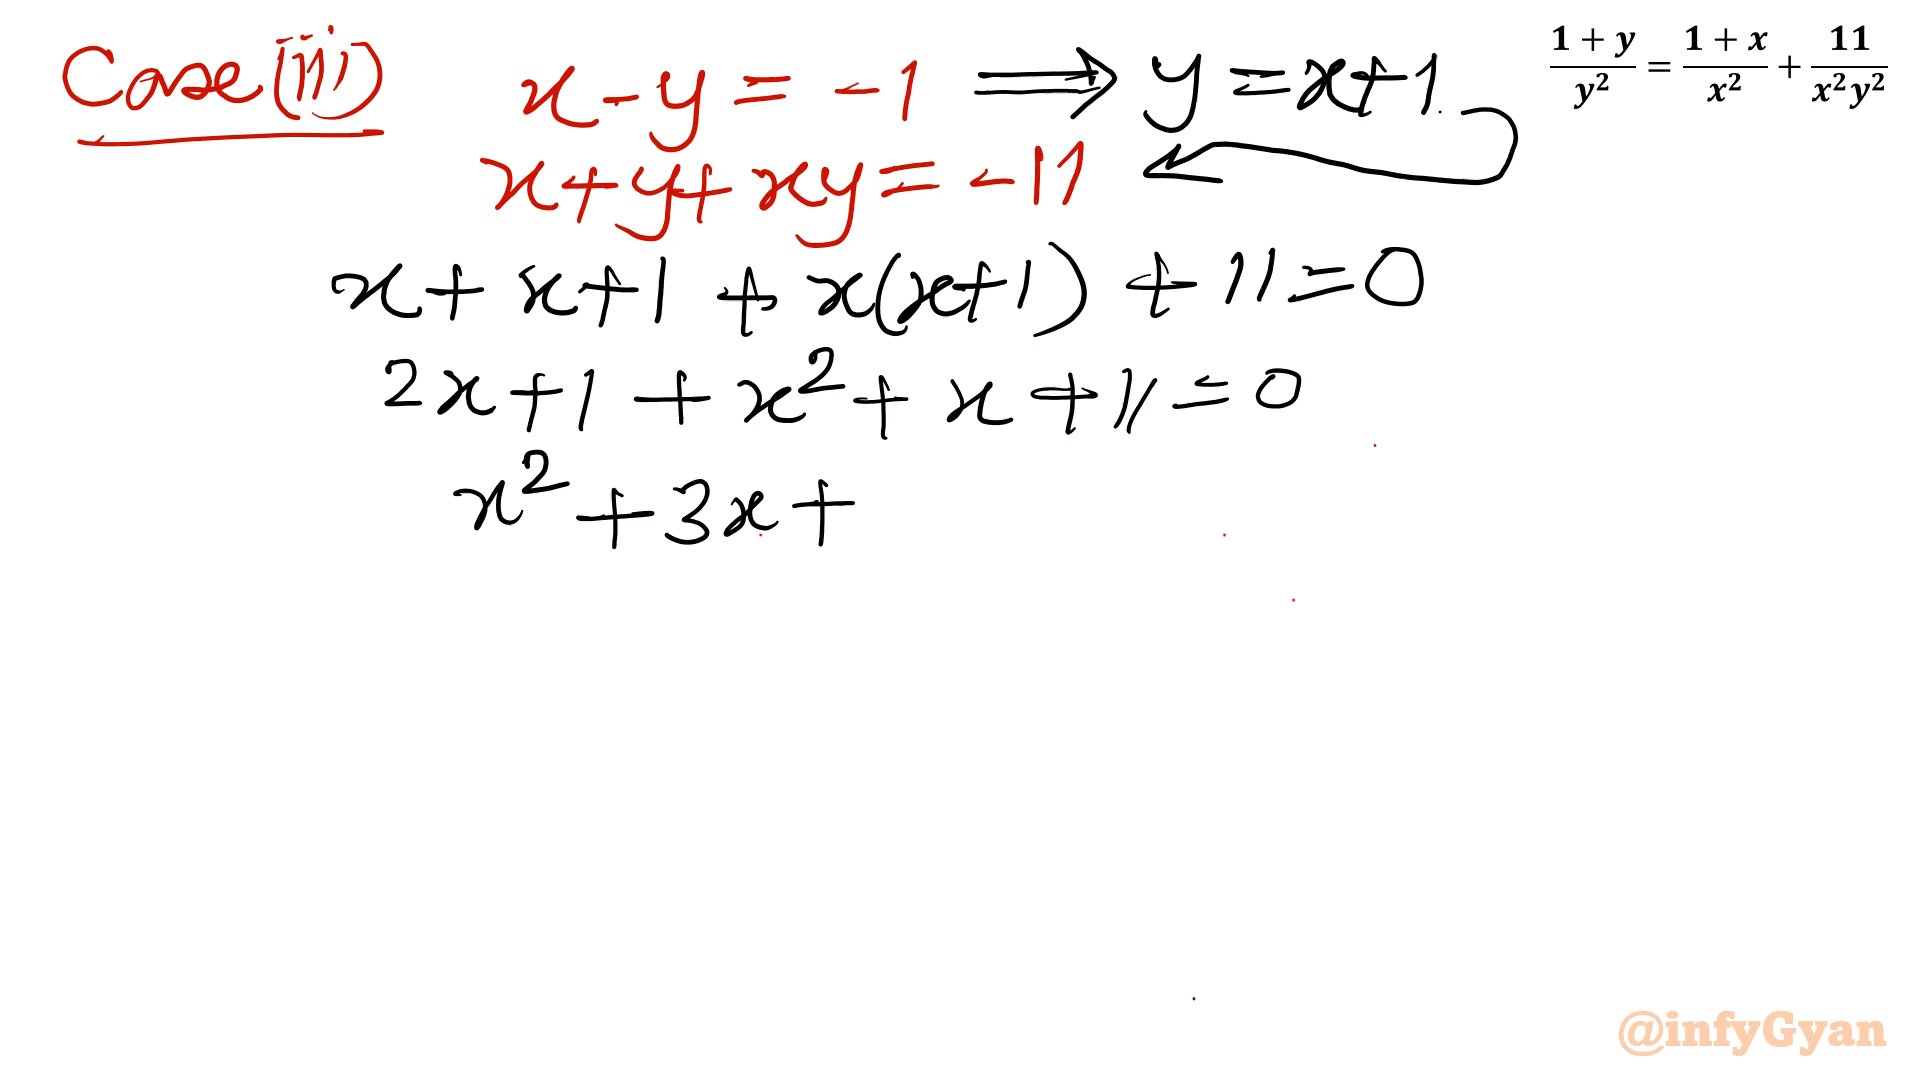 Case (iii) x - y = -1 ⟹ y = x+1.
x + y + xy = -11
x + x+1 + x(x+1) + 11 = 0
2x + 1 + x² + x + 11 = 0
x² + 3x +
(1 + y)/y² = (1 + x)/x² + 11/(x²y²)
@infyGyan